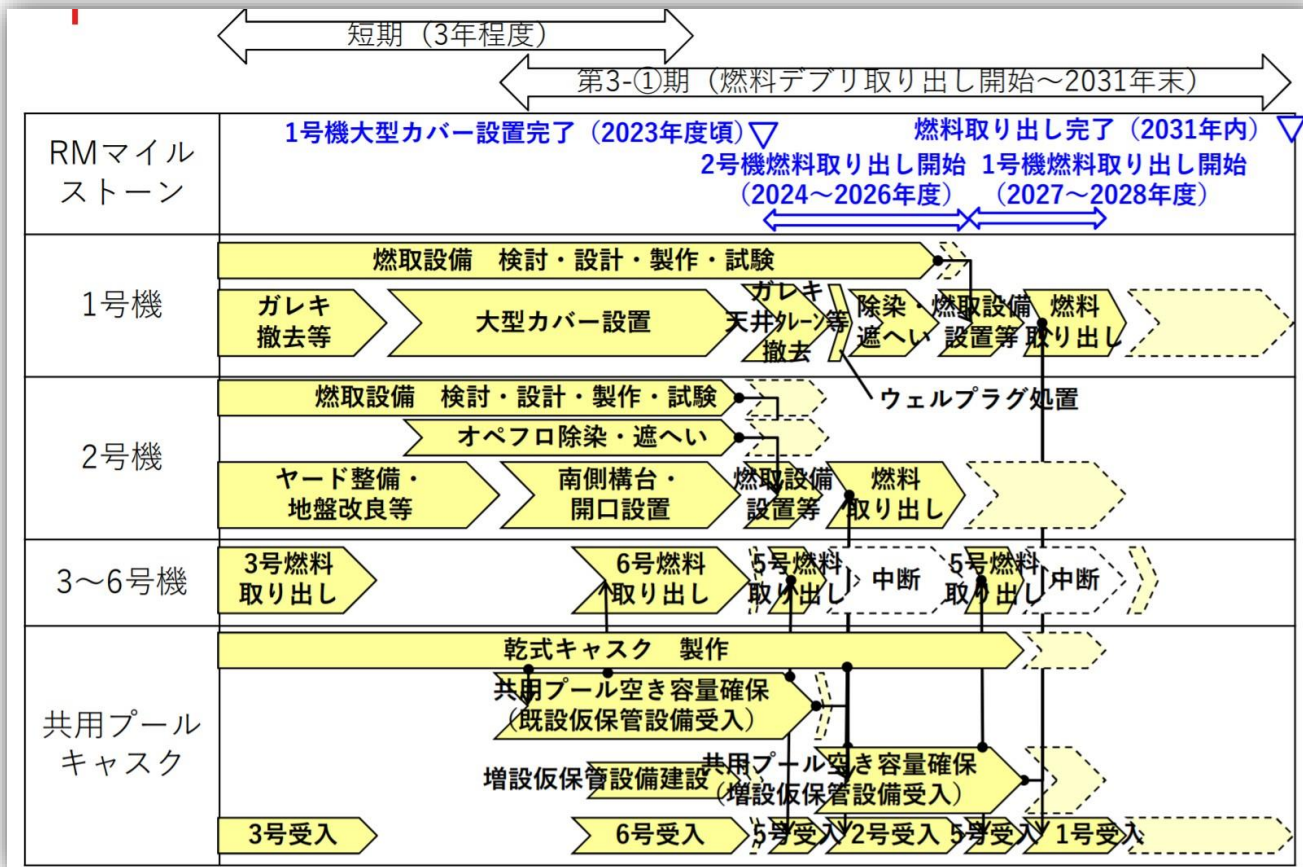 短期（3年程度）
第3-①期（燃料デブリ取り出し開始～2031年末）
RMマイル
ストーン
1号機大型カバー設置完了（2023年度頃）
燃料取り出し完了（2031年内）
2号機燃料取り出し開始
（2024～2026年度）
1号機燃料取り出し開始
（2027～2028年度）
1号機
燃取設備　検討・設計・製作・試験
ガレキ
撤去等
大型カバー設置
ガレキ
天井クレーン等
撤去
除染・
遮へい
燃取設備
設置等
燃料
取り出し
ウェルプラグ処置
2号機
燃取設備　検討・設計・製作・試験
オペフロ除染・遮へい
ヤード整備・
地盤改良等
南側構台・
開口設置
燃取設備
設置等
燃料
取り出し
3～6号機
3号燃料
取り出し
6号燃料
取り出し
5号燃料
取り出し
中断
5号燃料
取り出し
中断
共用プール
キャスク
乾式キャスク　製作
共用プール空き容量確保
（既設仮保管設備受入）
増設仮保管設備建設
共用プール空き容量確保
（増設仮保管設備受入）
3号受入
6号受入
5号受入
2号受入
5号受入
1号受入